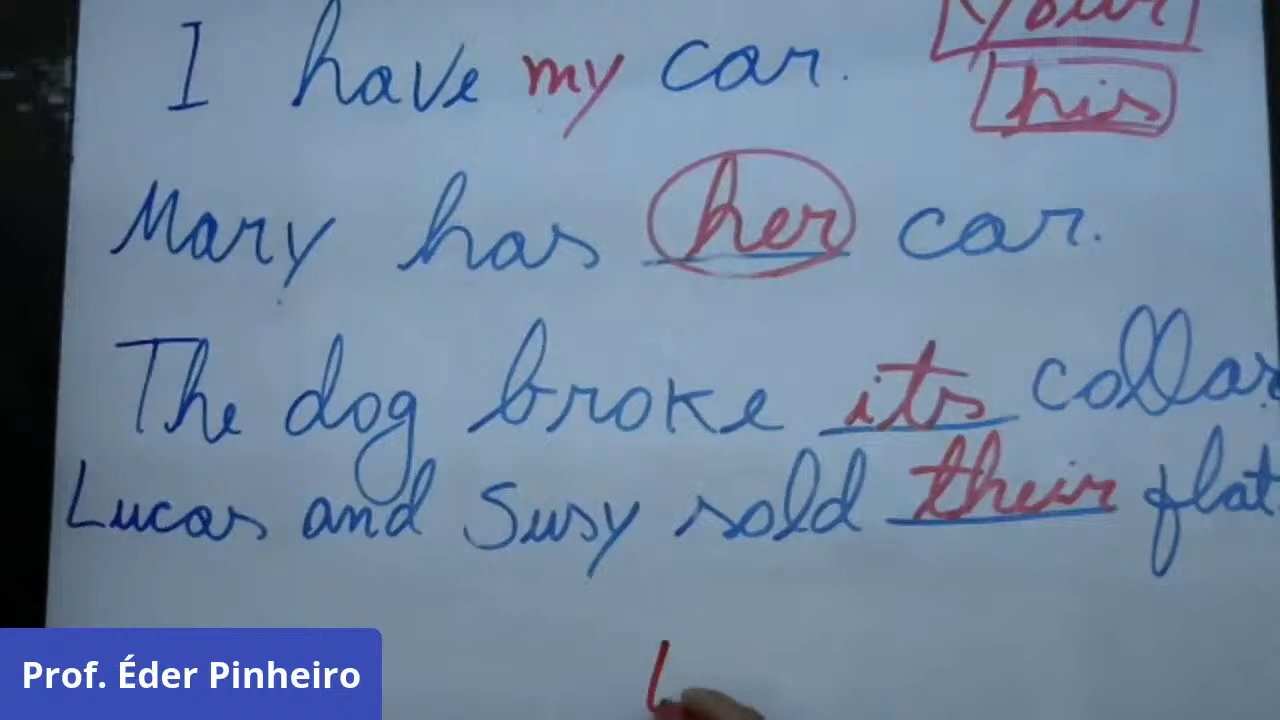 I have my car. your
his
Mary has her car.
The dog broke its collar.
Lucas and Susy sold their flat
Prof. Éder Pinheiro